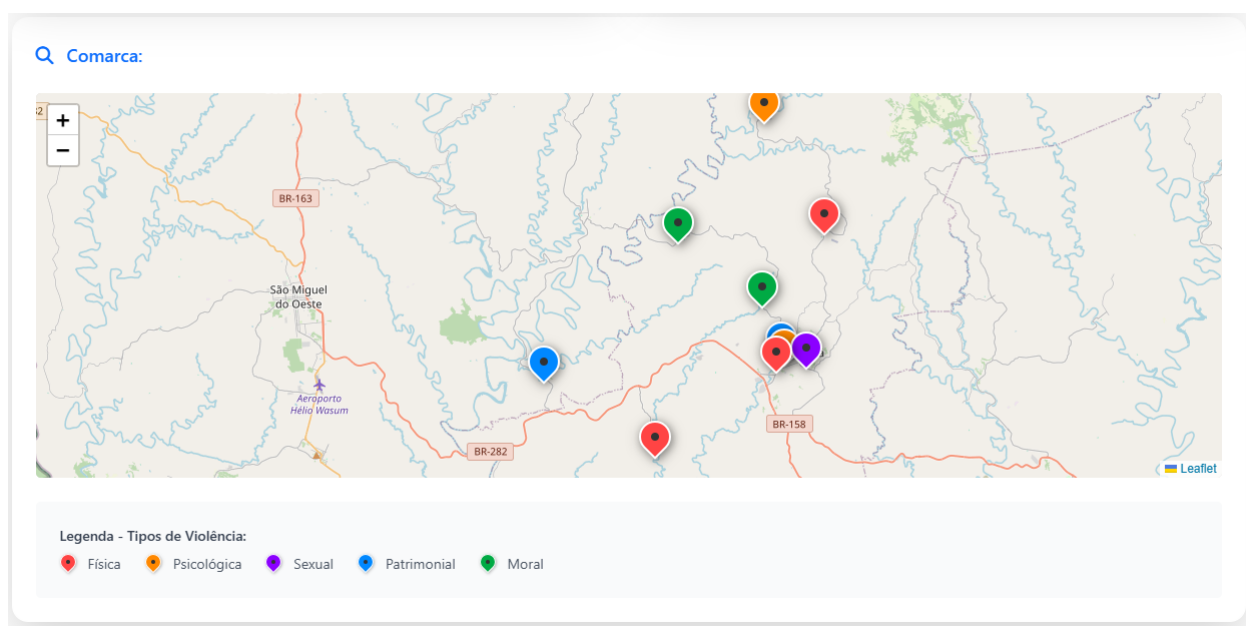 Comarca:
+
−
BR-163
São Miguel
do Oeste
Aeroporto
Hélio Wasum
BR-282
BR-158
Leaflet
Legenda - Tipos de Violência:
Física Psicológica Sexual Patrimonial Moral